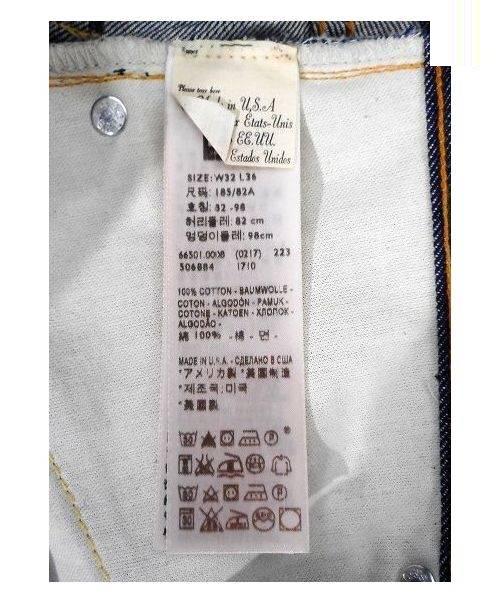 Please tear here
Made in U.S.A
Etats-Unis
EE.UU.
Estados Unidos
SIZE: W32 L36
尺码: 185/82A
호칭: 82 -98
허리둘레: 82 cm
엉덩이둘레: 98cm
66501.0008 (0217) 223
506884 1710
100% COTTON - BAUMWOLLE -
COTON - ALGODÓN - PAMUK -
COTONE - KATOEN - ХЛОПОК -
ALGODÃO -
綿 100% - 棉 - 면 -
MADE IN U.S.A. - СДЕЛАНО В США
*アメリカ製 *美國制造
*제조국:미국
*美國製